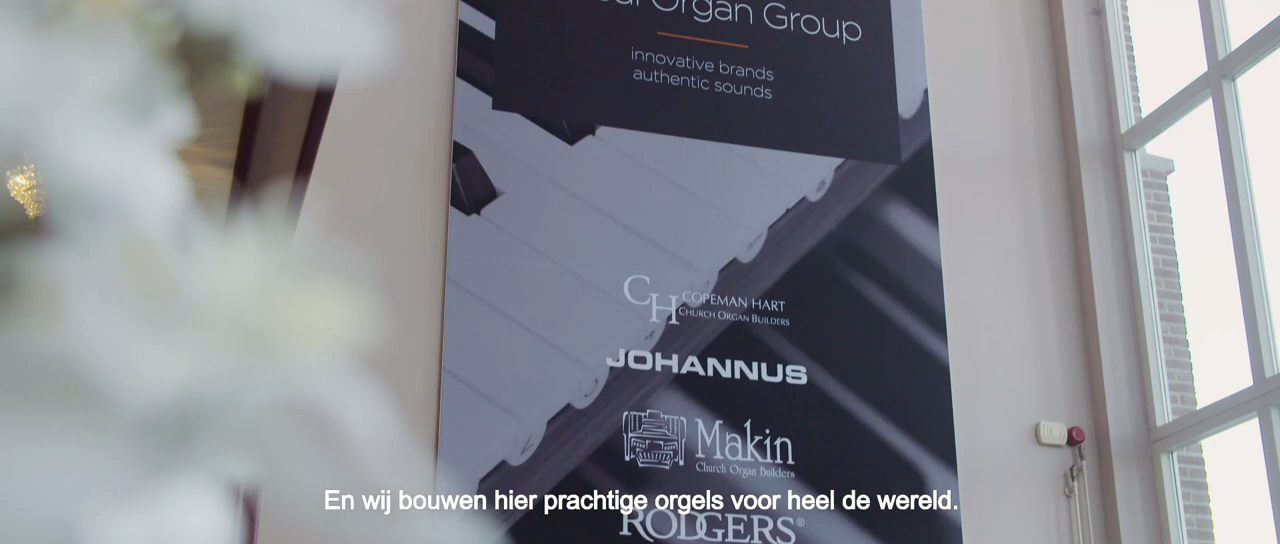 Organ Group
innovative brands
authentic sounds
CH COPEMAN HART
CHURCH ORGAN BUILDERS
JOHANNUS
Makin
Church Organ Builders
En wij bouwen hier prachtige orgels voor heel de wereld.
RODGERS®